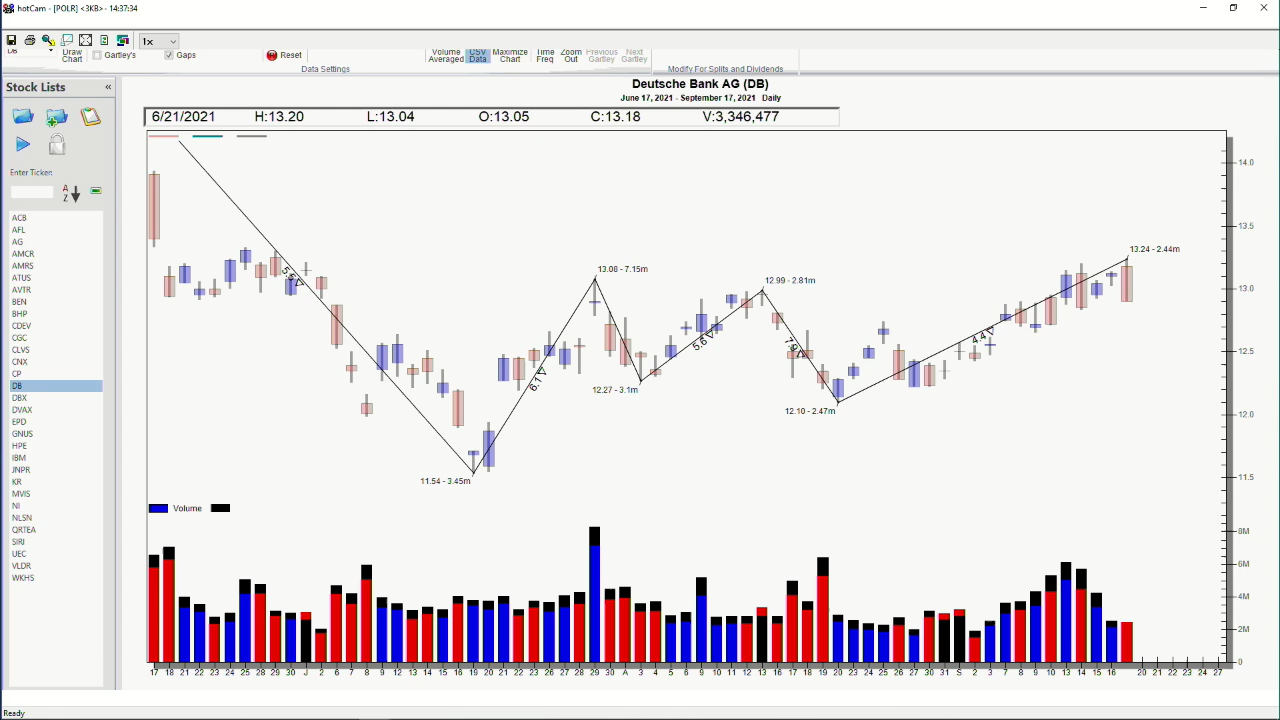 hotCam - [POLR] <3KB> - 14:37:34
1x
DB
Draw Chart
Gartley's
Gaps
Reset
Data Settings
Volume Averaged
CSV Data
Maximize Chart
Time Freq
Zoom Out
Previous Gartley
Next Gartley
Modify For Splits and Dividends
Stock Lists «
Enter Ticker:
A
Z
ACB
AFL
AG
AMCR
AMRS
ATUS
AVTR
BEN
BHP
CDEV
CGC
CLVS
CNX
CP
DB
DBX
DVAX
EPD
GNUS
HPE
IBM
JNPR
KR
MVIS
NI
NLSN
QRTEA
SIRI
UEC
VLDR
WKHS
Deutsche Bank AG (DB)
June 17, 2021 - September 17, 2021 Daily
6/21/2021 H:13.20 L:13.04 O:13.05 C:13.18 V:3,346,477
14.0
13.5
13.0
12.5
12.0
11.5
13.24 - 2.44m
13.08 - 7.15m
12.99 - 2.81m
12.27 - 3.1m
12.10 - 2.47m
11.54 - 3.45m
6.1 V
5.6 V
7.9 V
4.4 V
Volume
8M
6M
4M
2M
0
17 18 21 22 23 24 25 28 29 30 J 2 6 7 8 9 12 13 14 15 16 19 20 21 22 23 26 27 28 29 30 A 3 4 5 6 9 10 11 12 13 16 17 18 19 20 23 24 25 26 27 30 31 S 2 3 7 8 9 10 13 14 15 16 20 21 22 23 24 27
Ready